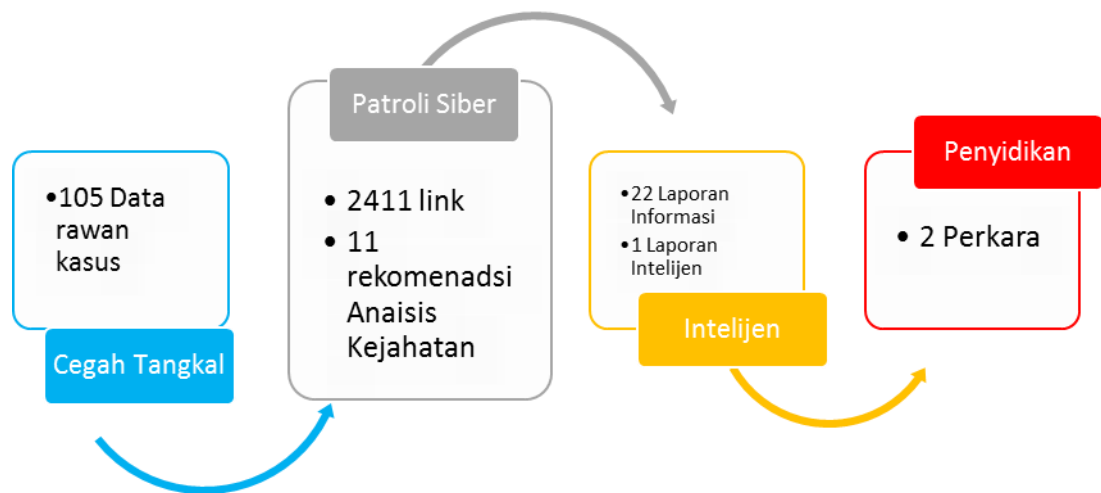 •105 Data
rawan
kasus
Cegah Tangkal
Patroli Siber
• 2411 link
• 11
rekomenadsi
Anaisis
Kejahatan
•22 Laporan
Informasi
•1 Laporan
Intelijen
Intelijen
Penyidikan
• 2 Perkara